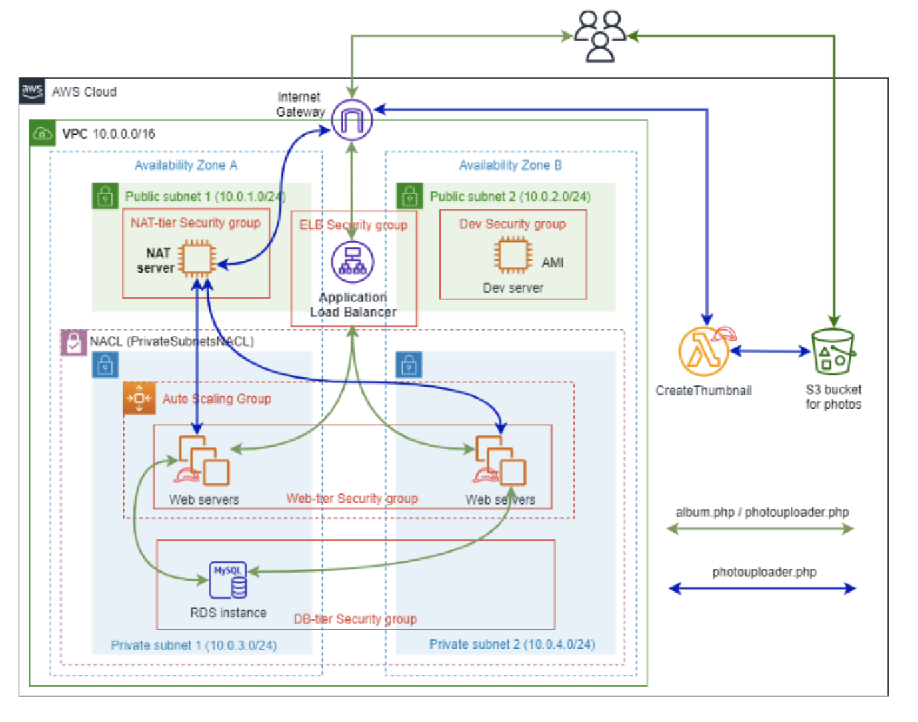 aws
AWS Cloud
Internet
Gateway
VPC 10.0.0.0/16
Availability Zone A
Availability Zone B
Public subnet 1 (10.0.1.0/24)
Public subnet 2 (10.0.2.0/24)
NAT-tier Security group
ELB Security group
Dev Security group
NAT
server
AMI
Dev server
Application
Load Balancer
NACL (PrivateSubnetsNACL)
CreateThumbnail
S3 bucket
for photos
Auto Scaling Group
Web servers
Web-tier Security group
Web servers
album.php / photouploader.php
photouploader.php
MySQL
RDS instance
DB-tier Security group
Private subnet 1 (10.0.3.0/24)
Private subnet 2 (10.0.4.0/24)